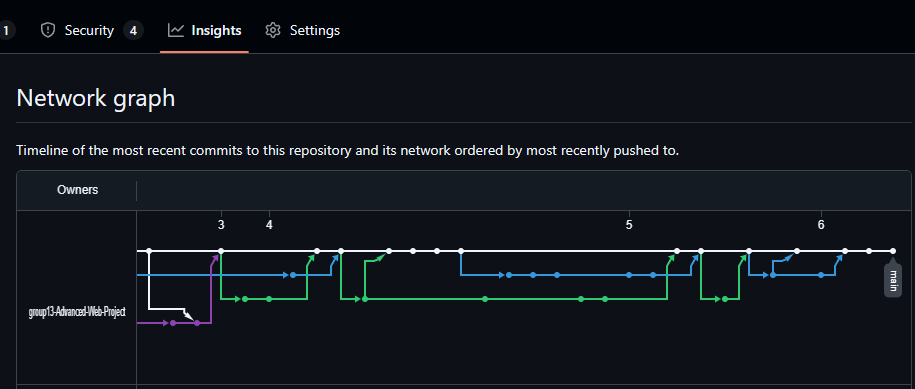 1 Security 4 Insights Settings
Network graph
Timeline of the most recent commits to this repository and its network ordered by most recently pushed to.
Owners
3 4 5 6
main
group13-Advanced-Web-Project